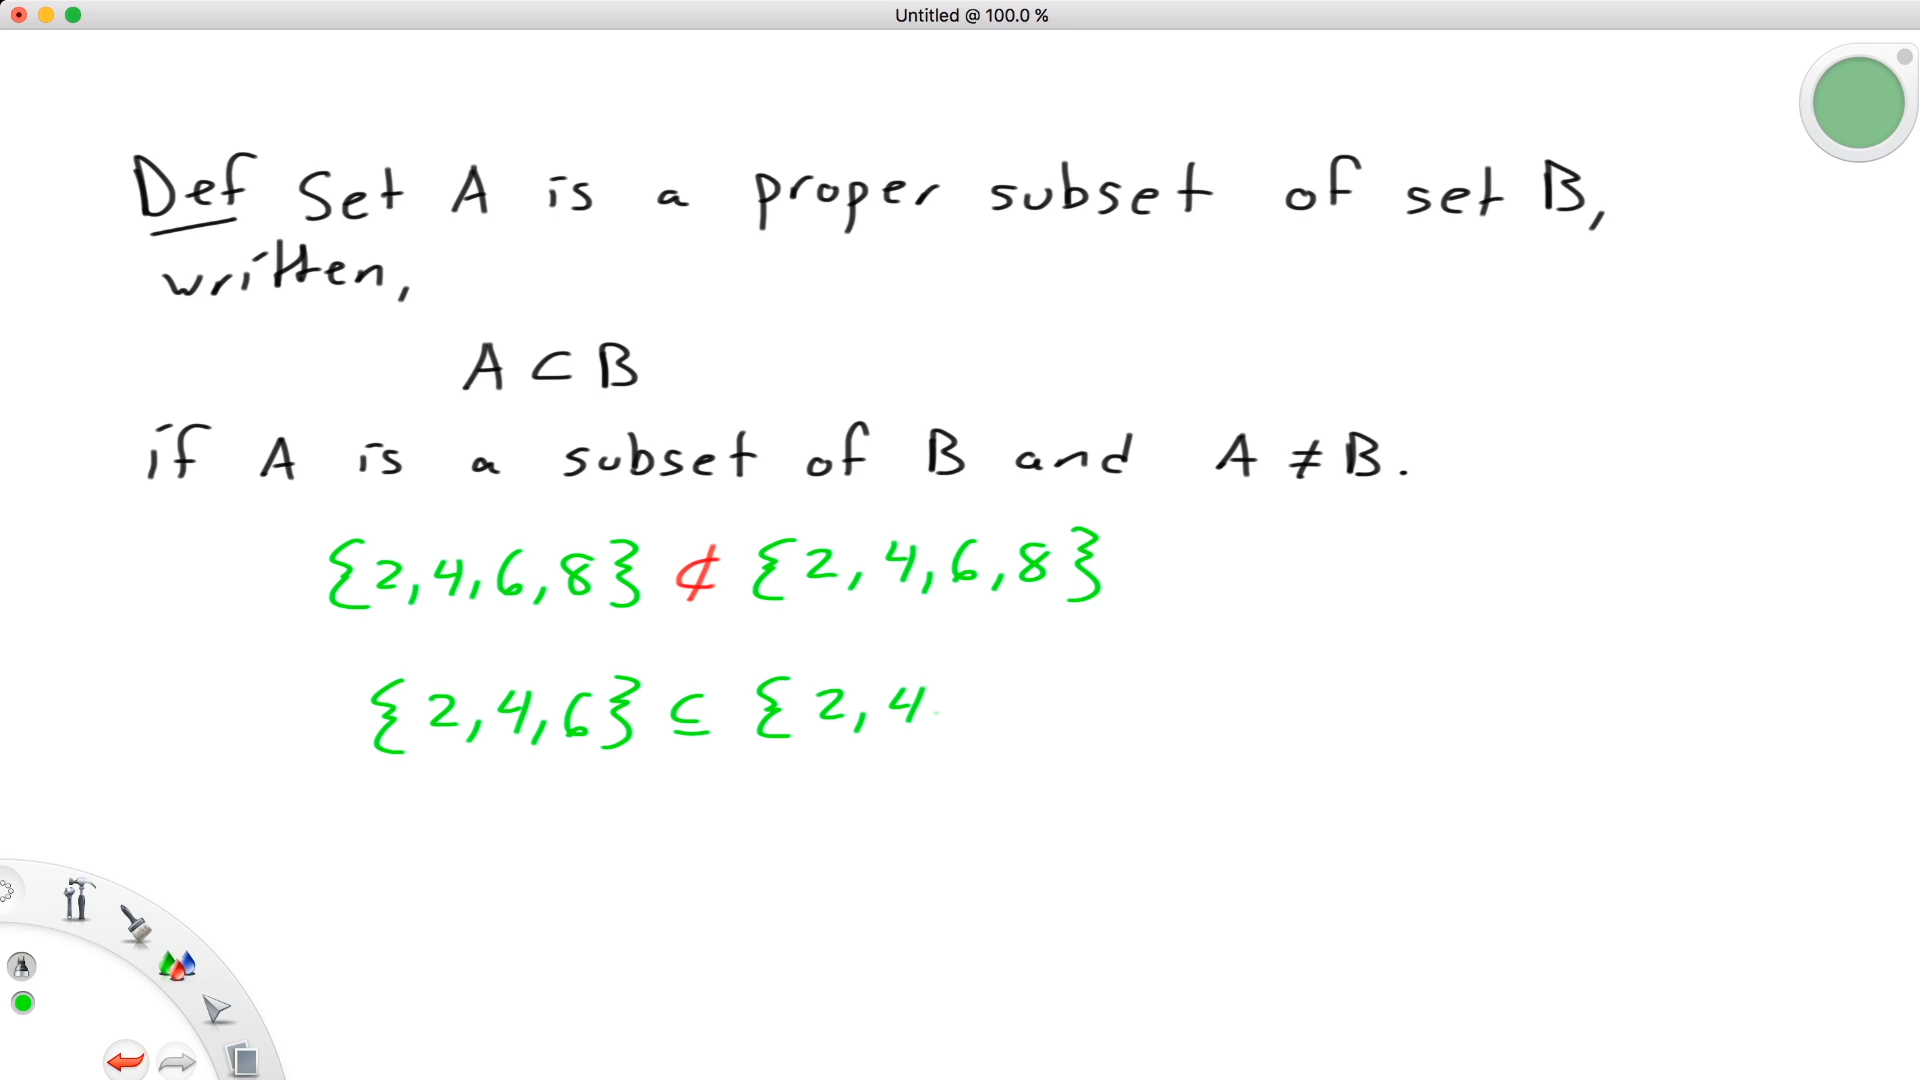 Untitled @ 100.0 %
Def Set A is a proper subset of set B,
written,
A ⊂ B
if A is a subset of B and A ≠ B.
{2,4,6,8} ⊄ {2,4,6,8}
{2,4,6} ⊆ {2,4